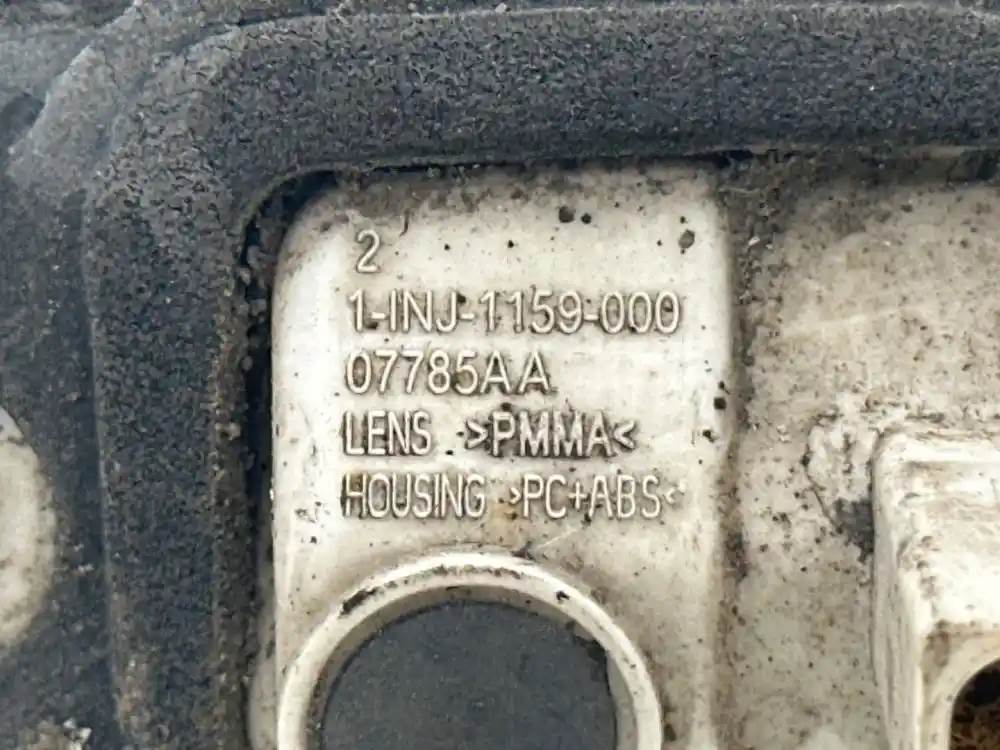 2
1-INJ-1159-000
07785AA
LENS >PMMA<
HOUSING >PC+ABS<